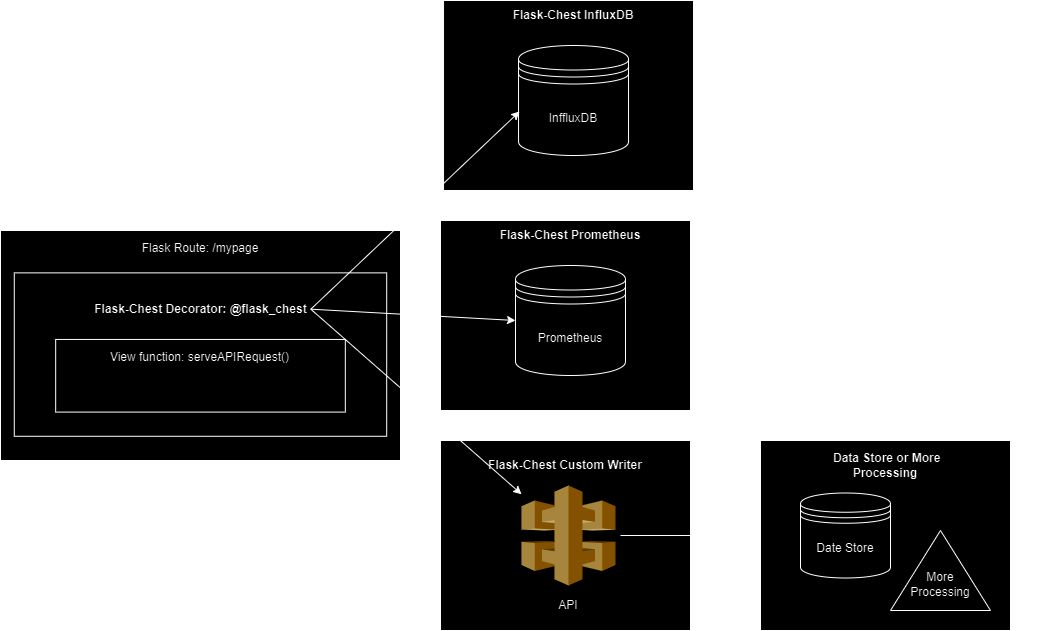 Flask-Chest InfluxDB
InffluxDB
Flask Route: /mypage
Flask-Chest Decorator: @flask_chest
View function: serveAPIRequest()
Flask-Chest Prometheus
Prometheus
Flask-Chest Custom Writer
API
Data Store or More
Processing
Date Store
More
Processing